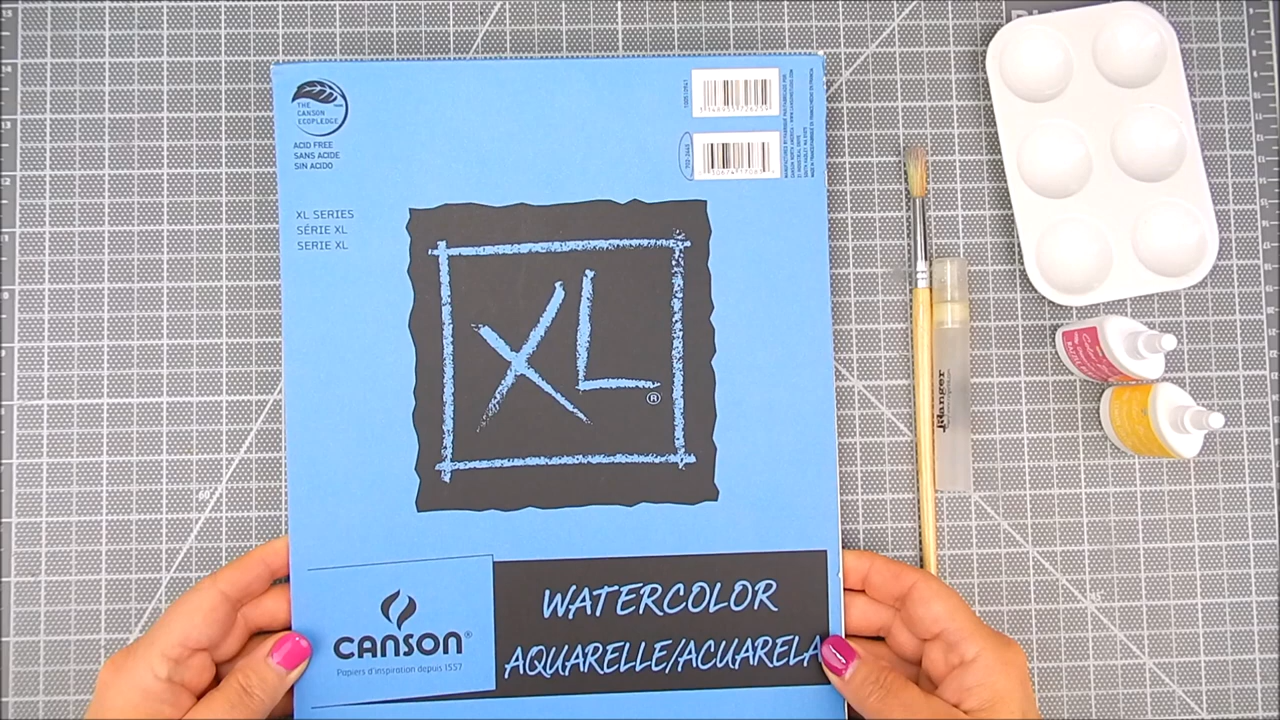 THE
CANSON
ECOPLEDGE
ACID FREE
SANS ACIDE
SIN ACIDO
XL SERIES
SÉRIE XL
SERIE XL
XL®
CANSON®
Papiers d'inspiration depuis 1557
WATERCOLOR
AQUARELLE/ACUARELA
Ranger